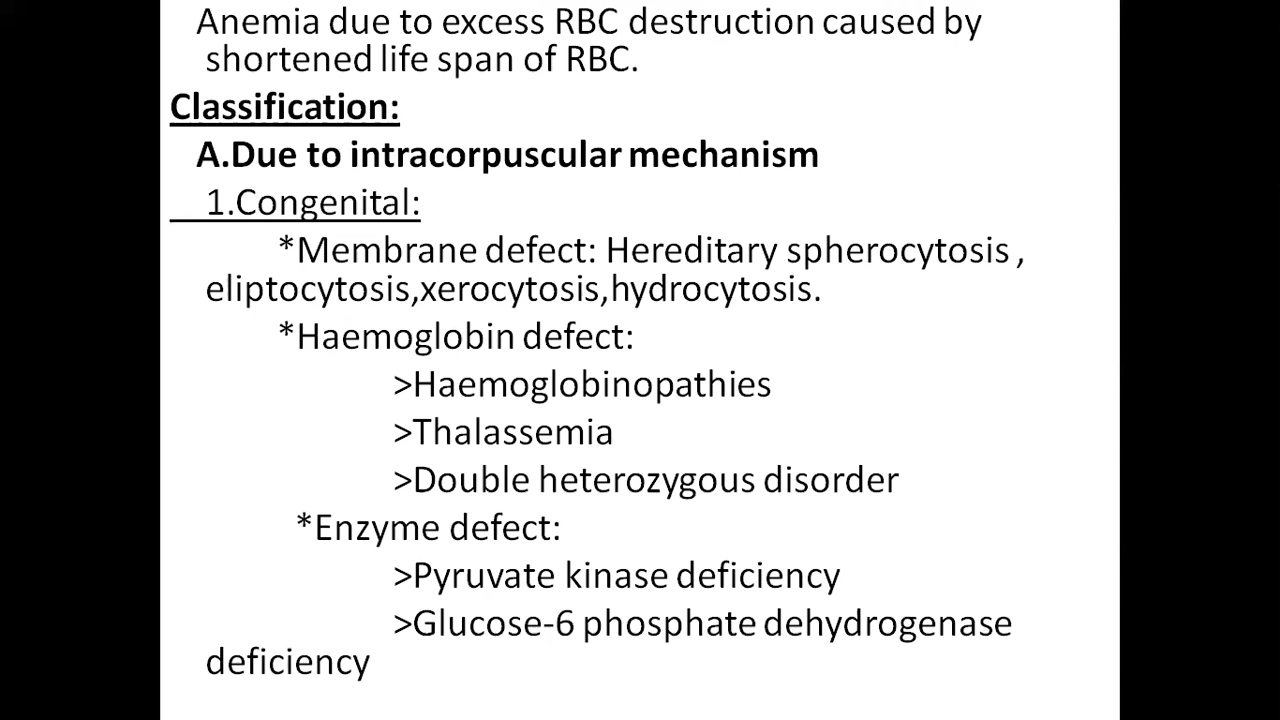 Anemia due to excess RBC destruction caused by
shortened life span of RBC.
Classification:
A.Due to intracorpuscular mechanism
1.Congenital:
*Membrane defect: Hereditary spherocytosis ,
eliptocytosis,xerocytosis,hydrocytosis.
*Haemoglobin defect:
>Haemoglobinopathies
>Thalassemia
>Double heterozygous disorder
*Enzyme defect:
>Pyruvate kinase deficiency
>Glucose-6 phosphate dehydrogenase
deficiency